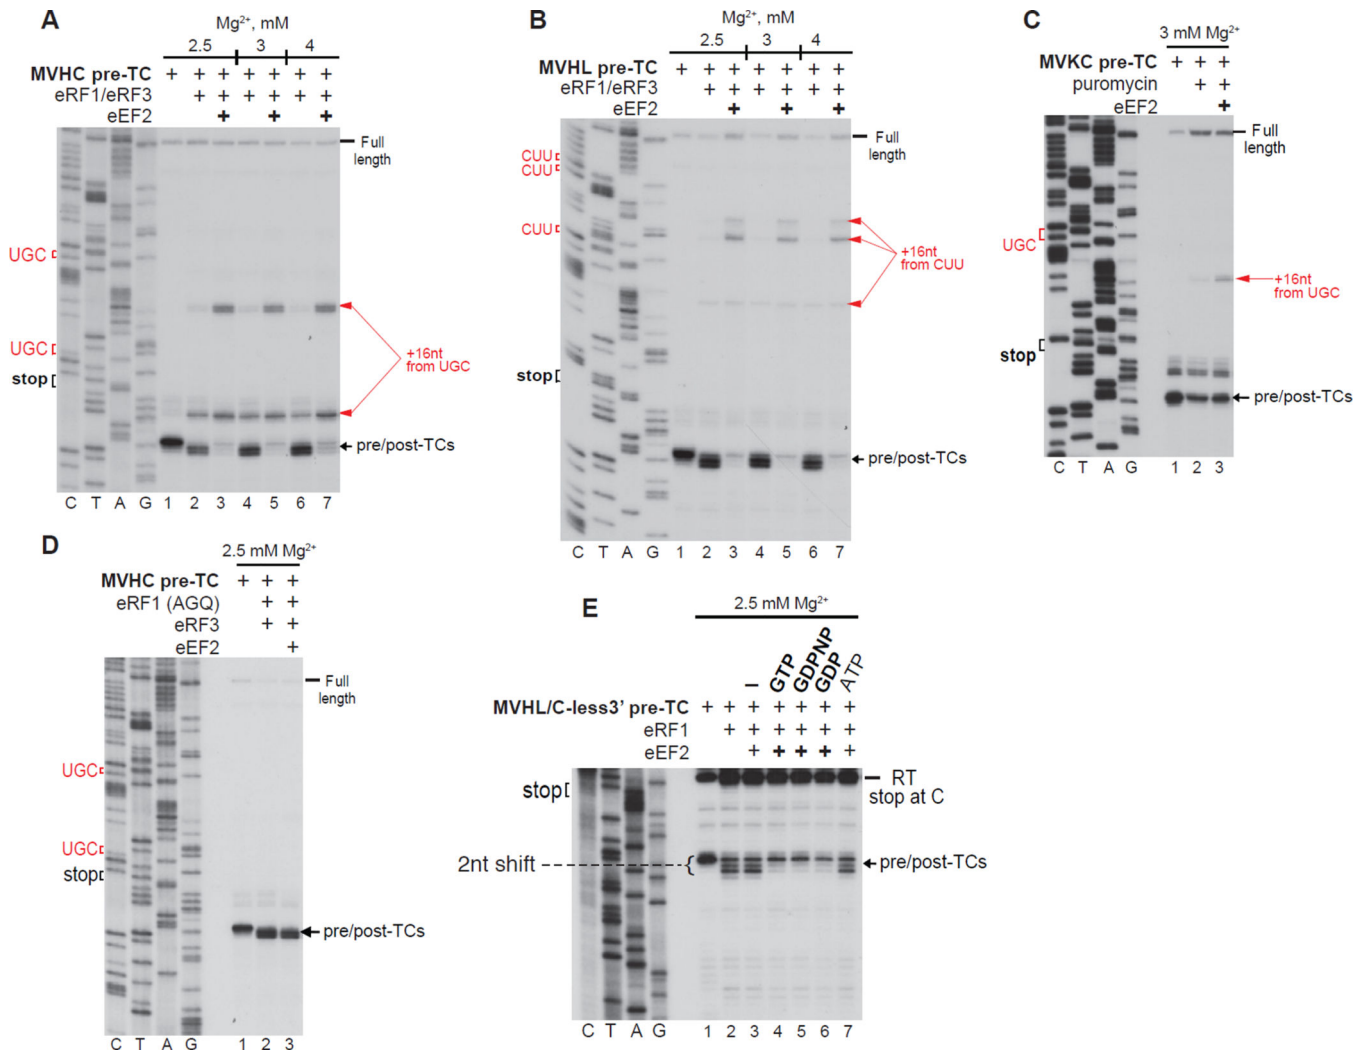 A
Mg²⁺, mM
2.5 3 4
MVHC pre-TC + + + + + + +
eRF1/eRF3 + + + + + +
eEF2 + + +
Full
length
UGC
UGC
stop
+16nt
from UGC
pre/post-TCs
C T A G 1 2 3 4 5 6 7
B
Mg²⁺, mM
2.5 3 4
MVHL pre-TC + + + + + + +
eRF1/eRF3 + + + + + +
eEF2 + + +
Full
length
CUU
CUU
CUU
stop
+16nt
from CUU
pre/post-TCs
C T A G 1 2 3 4 5 6 7
C
3 mM Mg²⁺
MVKC pre-TC + + +
puromycin + +
eEF2 +
Full
length
UGC
+16nt
from UGC
stop
pre/post-TCs
C T A G 1 2 3
D
2.5 mM Mg²⁺
MVHC pre-TC + + +
eRF1 (AGQ) + +
eRF3 + +
eEF2 +
Full
length
UGC
UGC
stop
pre/post-TCs
C T A G 1 2 3
E
2.5 mM Mg²⁺
– GTP GDPNP GDP ATP
MVHL/C-less3' pre-TC + + + + + + +
eRF1 + + + + + +
eEF2 + + + + +
RT
stop at C
stop
2nt shift
{
pre/post-TCs
C T A G 1 2 3 4 5 6 7